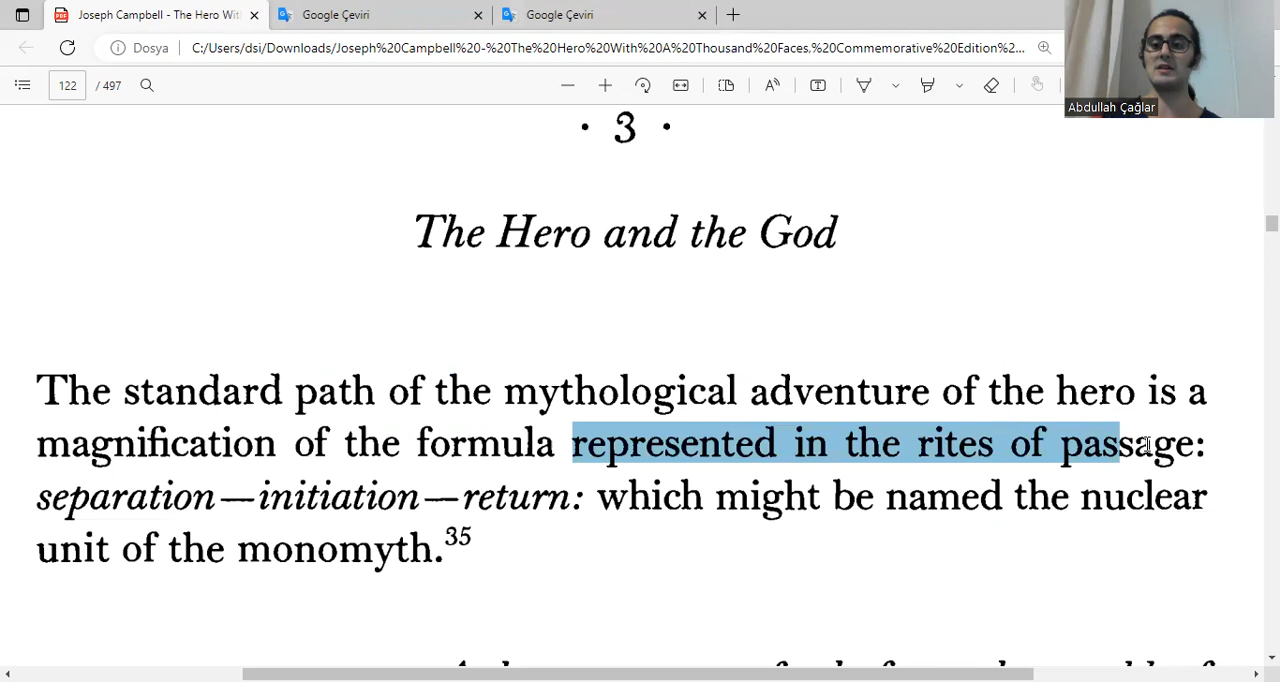 Joseph Campbell - The Hero Wit
Google Çeviri
Google Çeviri
Dosya
C:/Users/dsi/Downloads/Joseph%20Campbell%20-%20The%20Hero%20With%20A%20Thousand%20Faces,%20Commemorative%20Edition%20...
122 / 497
Abdullah Çağlar
· 3 ·
The Hero and the God
The standard path of the mythological adventure of the hero is a
magnification of the formula represented in the rites of passage:
separation—initiation—return: which might be named the nuclear
unit of the monomyth.35